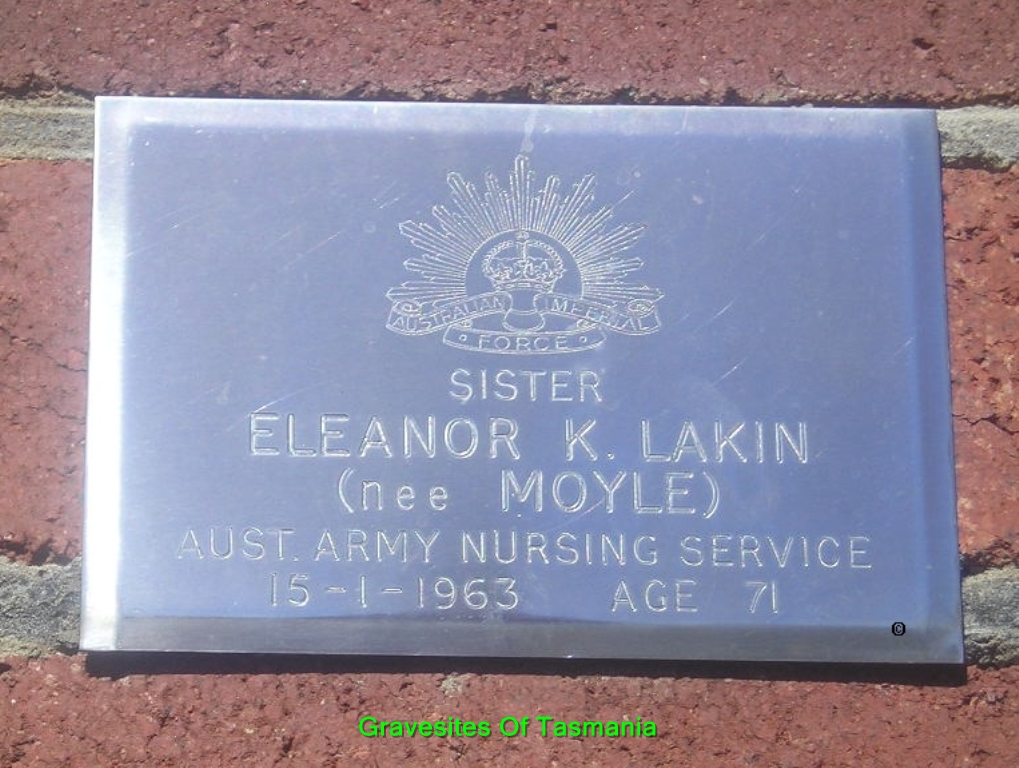 AUSTRALIAN IMPERIAL
FORCE
SISTER
ELEANOR K. LAKIN
(nee MOYLE)
AUST. ARMY NURSING SERVICE
15-1-1963 AGE 71
©
Gravesites Of Tasmania